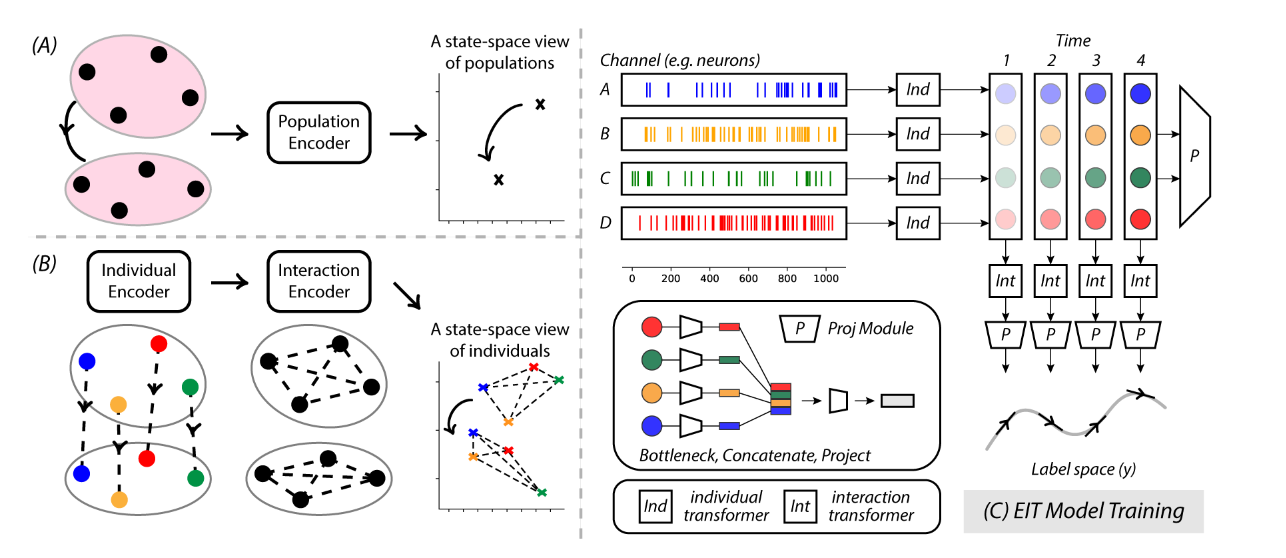 (A)
Population
Encoder
A state-space view
of populations
(B)
Individual
Encoder
Interaction
Encoder
A state-space view
of individuals
Channel (e.g. neurons)
Time
1 2 3 4
A
Ind
B
Ind
P
C
Ind
D
Ind
0 200 400 600 800 1000
Int Int Int Int
P P P P
P Proj Module
Bottleneck, Concatenate, Project
Label space (y)
Ind individual
transformer
Int interaction
transformer
(C) EIT Model Training